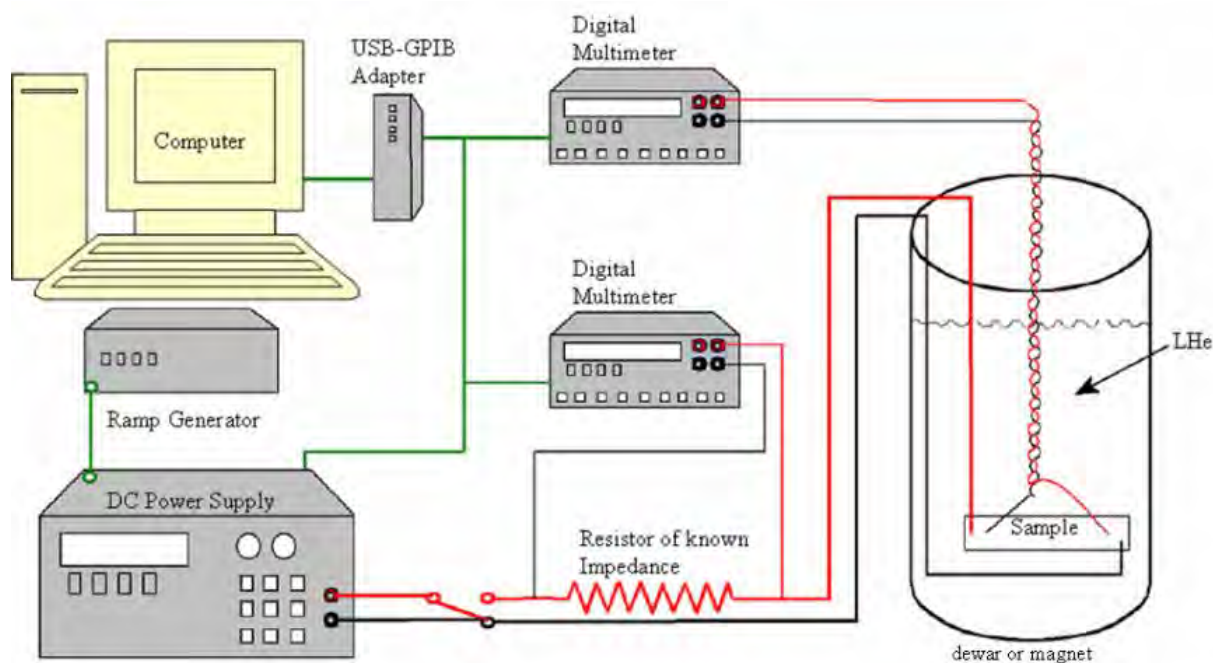 Digital
Multimeter
USB-GPIB
Adapter
Computer
Digital
Multimeter
LHe
Ramp Generator
DC Power Supply
Sample
Resistor of known
Impedance
dewar or magnet